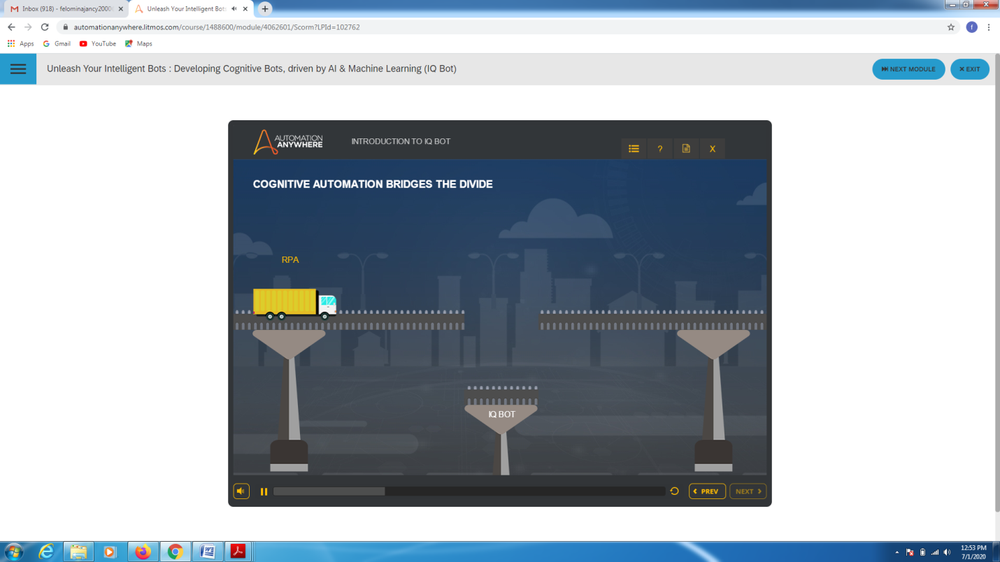 Inbox (918) - felominajancy2000
Unleash Your Intelligent Bots
automationanywhere.litmos.com/course/1488600/module/4062601/Scorm?LPId=102762
f
Apps Gmail YouTube Maps
Unleash Your Intelligent Bots : Developing Cognitive Bots, driven by AI & Machine Learning (IQ Bot)
NEXT MODULE
EXIT
AUTOMATION
ANYWHERE
INTRODUCTION TO IQ BOT
?
X
COGNITIVE AUTOMATION BRIDGES THE DIVIDE
RPA
IQ BOT
PREV
NEXT
12:53 PM
7/1/2020